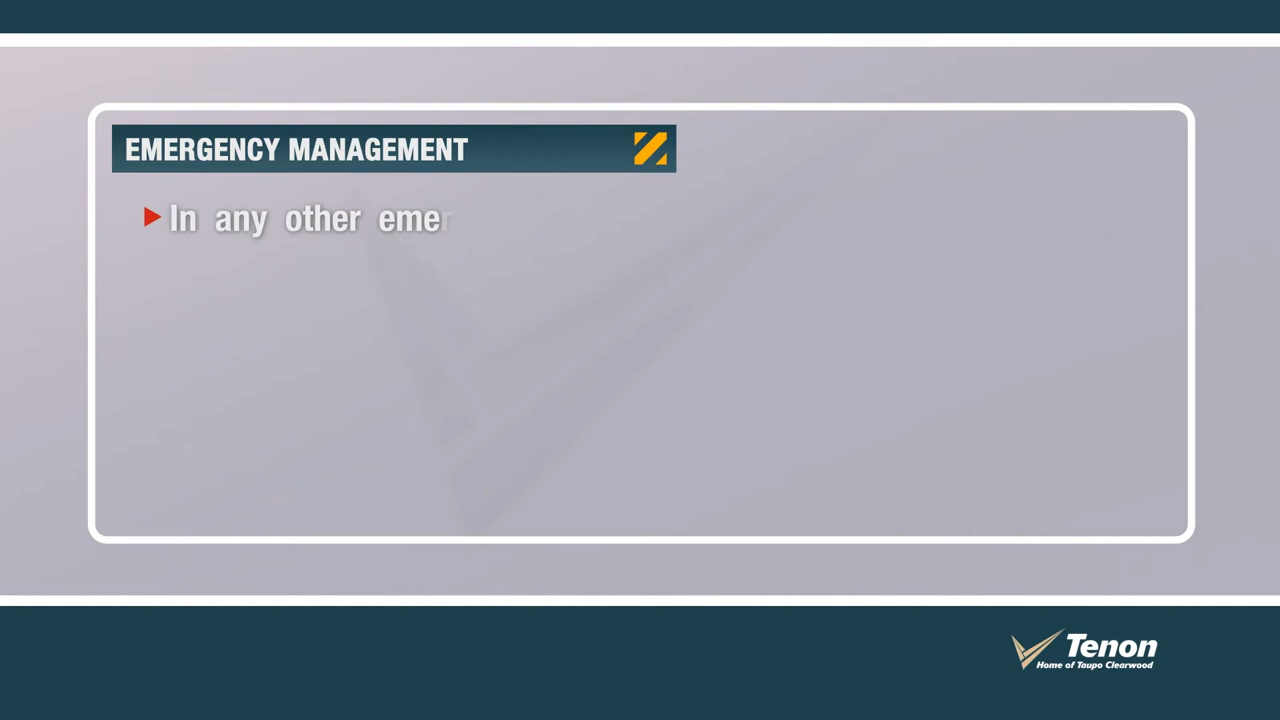 EMERGENCY MANAGEMENT
In any other emer
Tenon
Home of Taupo Clearwood